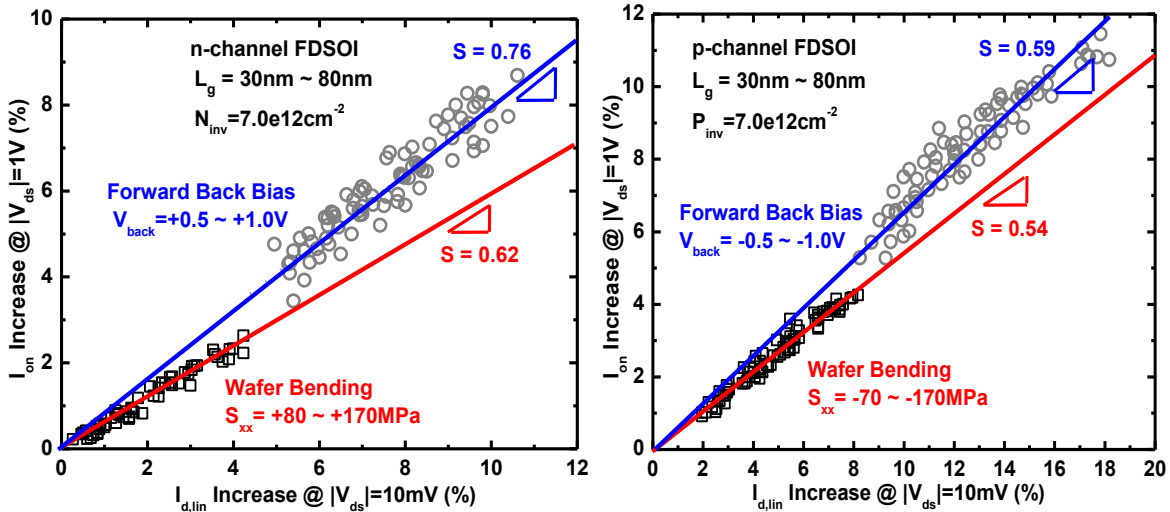 n-channel FDSOI
L_g = 30nm ~ 80nm
N_inv=7.0e12cm^-2
S = 0.76
Forward Back Bias
V_back=+0.5 ~ +1.0V
S = 0.62
Wafer Bending
S_xx= +80 ~ +170MPa
I_on Increase @ |V_ds|=1V (%)
12
10
8
6
4
2
0
0 2 4 6 8 10 12
I_d,lin Increase @ |V_ds|=10mV (%)
p-channel FDSOI
L_g = 30nm ~ 80nm
P_inv=7.0e12cm^-2
S = 0.59
Forward Back Bias
V_back= -0.5 ~ -1.0V
S = 0.54
Wafer Bending
S_xx= -70 ~ -170MPa
I_on Increase @ |V_ds|=1V (%)
12
10
8
6
4
2
0
0 2 4 6 8 10 12 14 16 18 20
I_d,lin Increase @ |V_ds|=10mV (%)